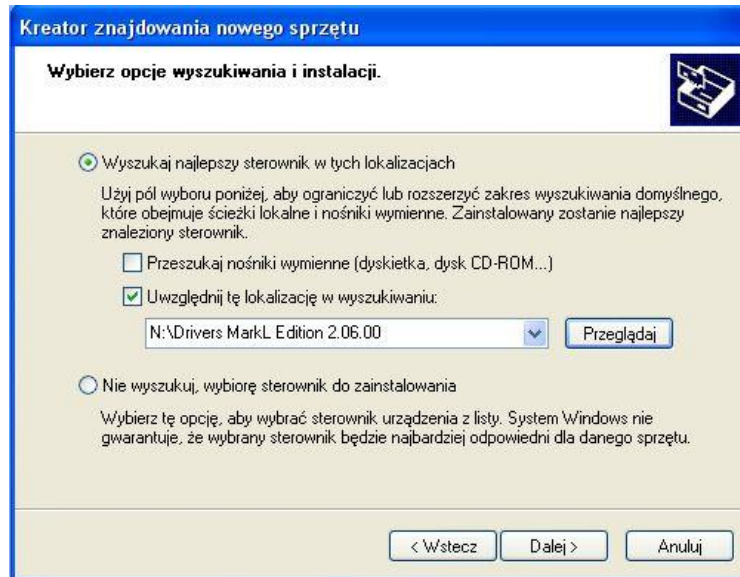 Kreator znajdowania nowego sprzętu
Wybierz opcje wyszukiwania i instalacji.
Wyszukaj najlepszy sterownik w tych lokalizacjach
Użyj pól wyboru poniżej, aby ograniczyć lub rozszerzyć zakres wyszukiwania domyślnego,
które obejmuje ścieżki lokalne i nośniki wymienne. Zainstalowany zostanie najlepszy
znaleziony sterownik.
Przeszukaj nośniki wymienne (dyskietka, dysk CD-ROM...)
Uwzględnij tę lokalizację w wyszukiwaniu:
N:\Drivers MarkL Edition 2.06.00
Przeglądaj
Nie wyszukuj, wybiorę sterownik do zainstalowania
Wybierz tę opcję, aby wybrać sterownik urządzenia z listy. System Windows nie
gwarantuje, że wybrany sterownik będzie najbardziej odpowiedni dla danego sprzętu.
< Wstecz
Dalej >
Anuluj